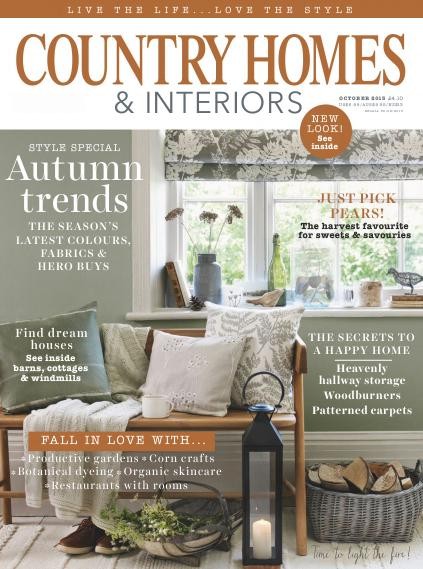 LIVE THE LIFE...LOVE THE STYLE
COUNTRY HOMES
& INTERIORS
OCTOBER 2018 £4.10
NEW
LOOK!
See
inside
STYLE SPECIAL
Autumn
trends
THE SEASON'S
LATEST COLOURS,
FABRICS &
HERO BUYS
JUST PICK
PEARS!
The harvest favourite
for sweets & savouries
Find dream
houses
See inside
barns, cottages
& windmills
THE SECRETS TO
A HAPPY HOME
Heavenly
hallway storage
Woodburners
Patterned carpets
FALL IN LOVE WITH...
*Productive gardens *Corn crafts
*Botanical dyeing *Organic skincare
*Restaurants with rooms
Time to light the fire!